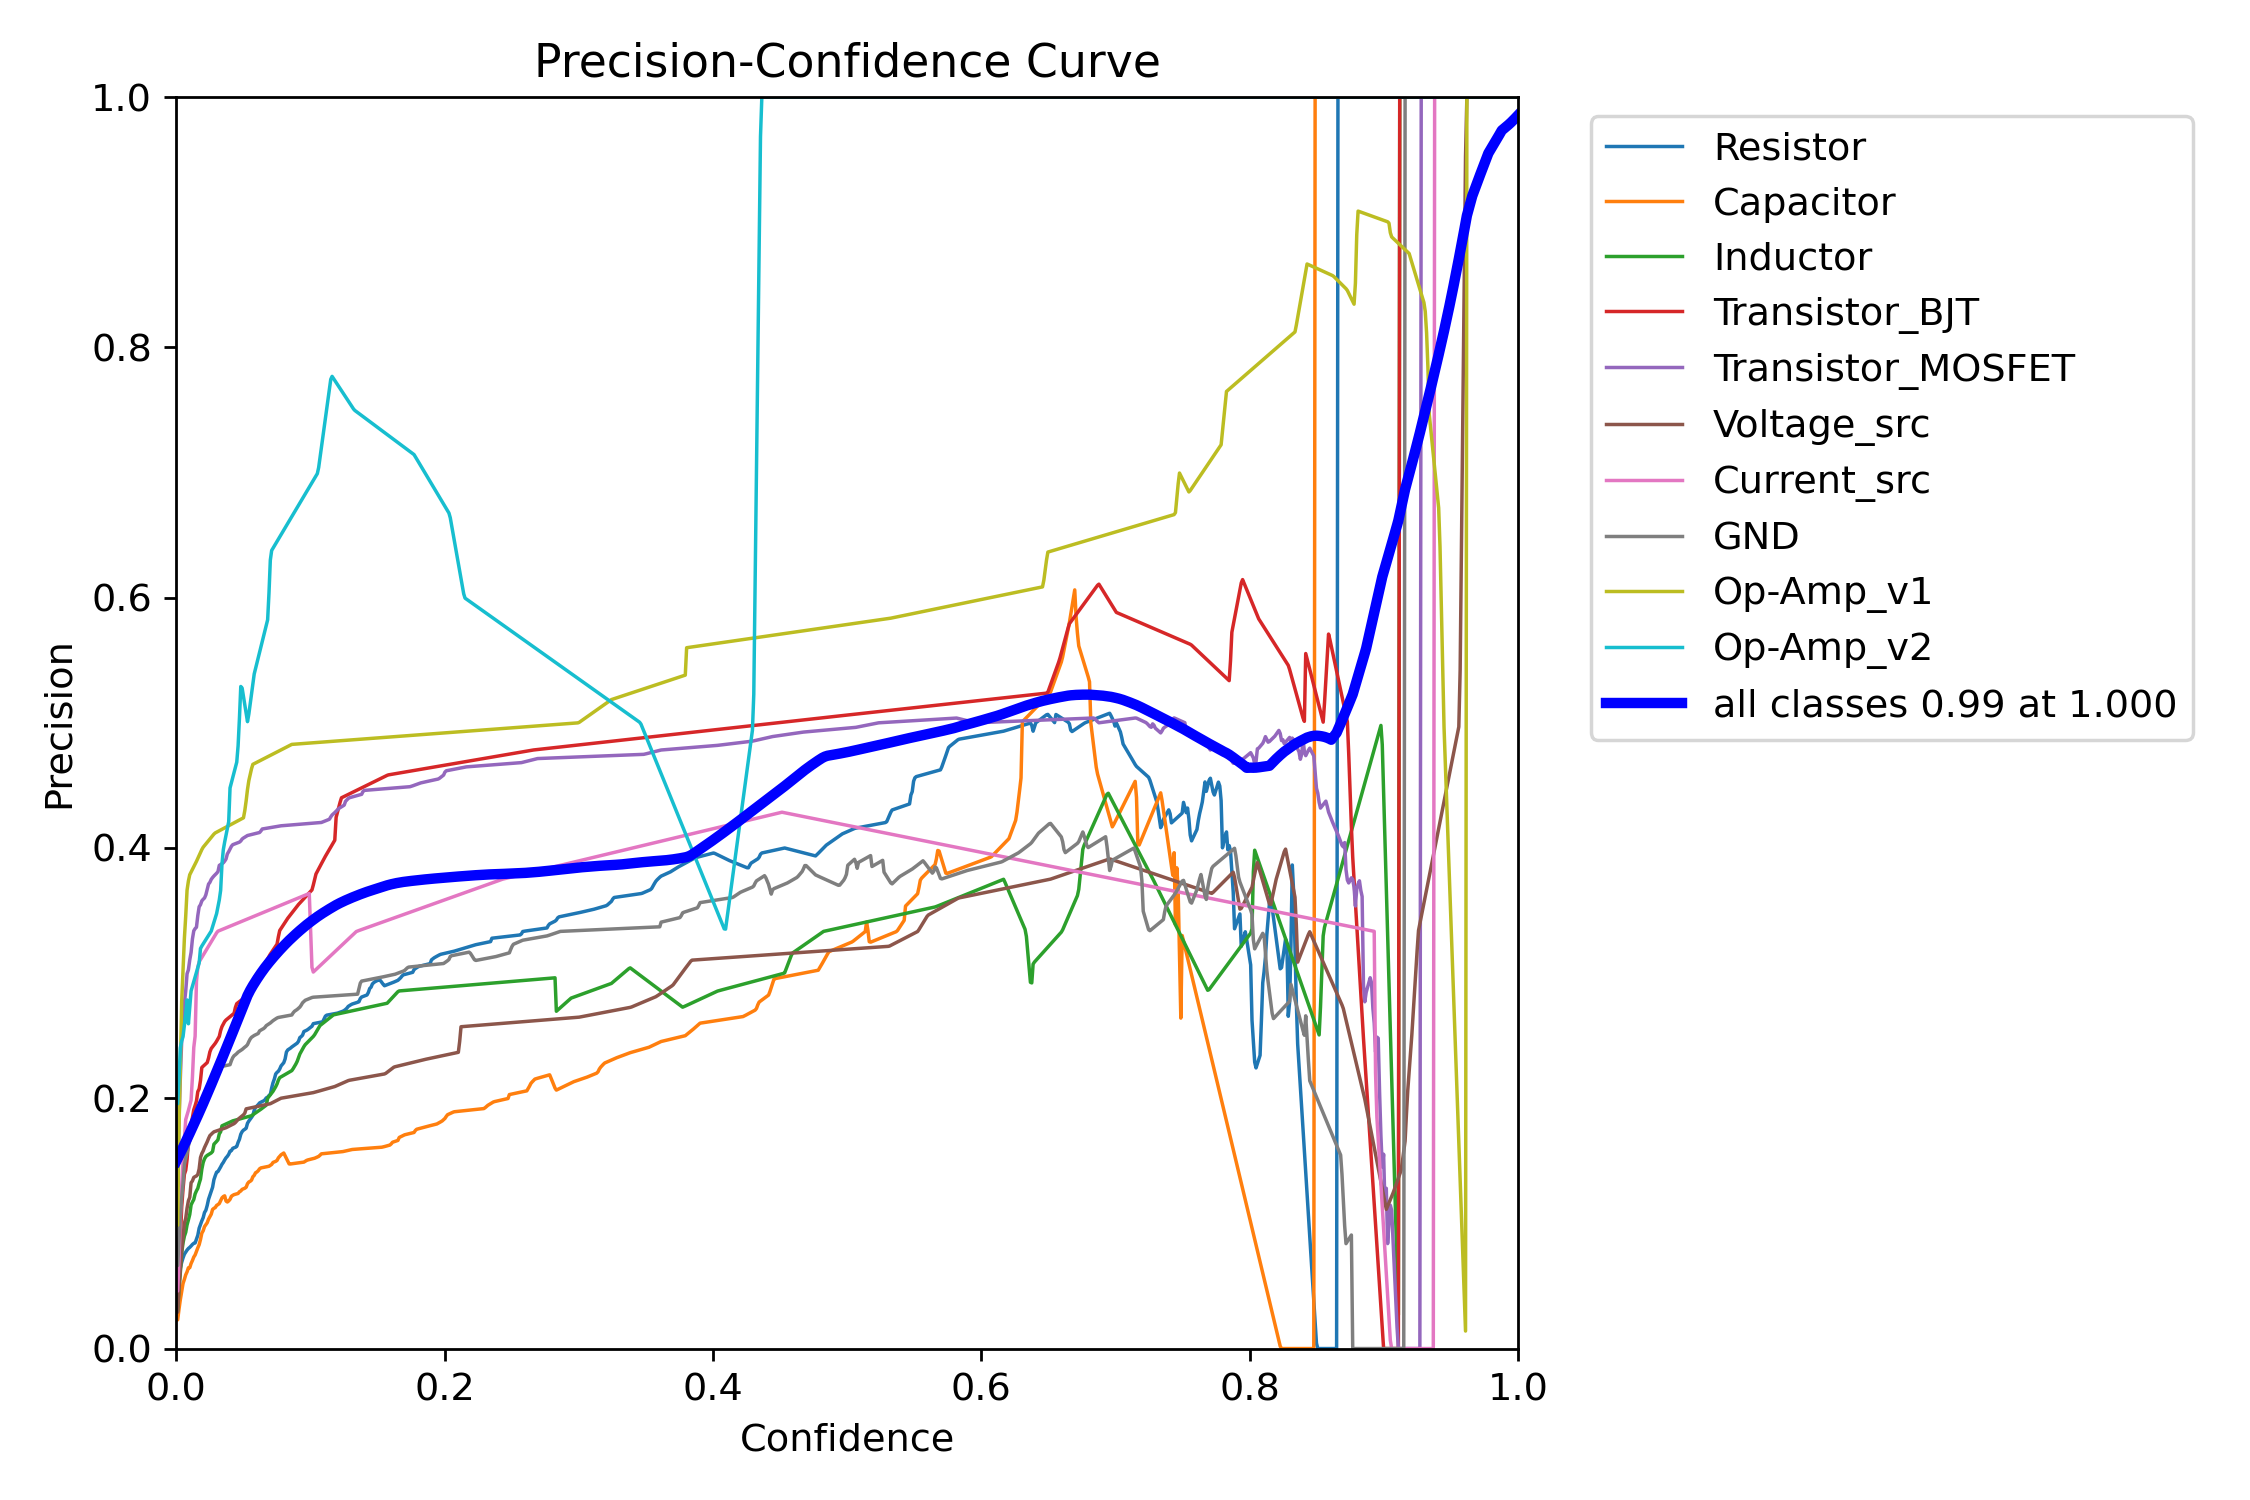 Precision-Confidence Curve
1.0
0.8
0.6
0.4
0.2
0.0
Precision
0.0 0.2 0.4 0.6 0.8 1.0
Confidence
Resistor
Capacitor
Inductor
Transistor_BJT
Transistor_MOSFET
Voltage_src
Current_src
GND
Op-Amp_v1
Op-Amp_v2
all classes 0.99 at 1.000